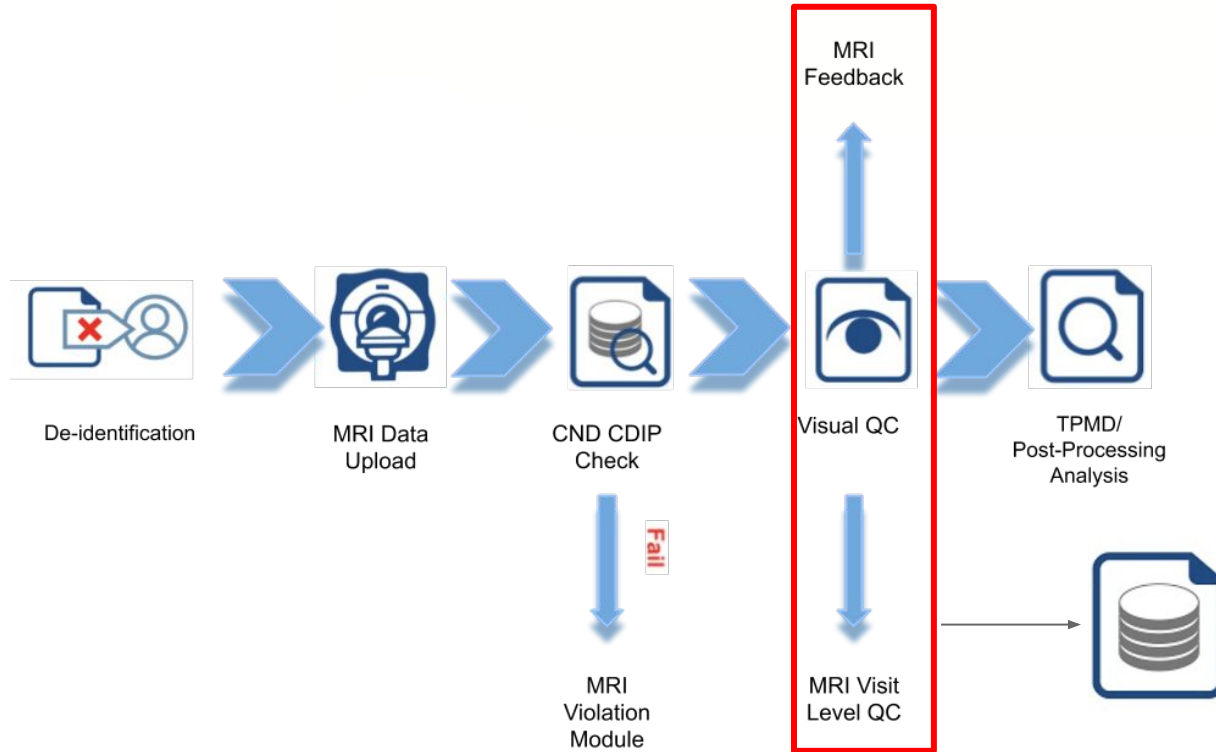 MRI
Feedback
De-identification
MRI Data
Upload
CND CDIP
Check
Visual QC
TPMD/
Post-Processing
Analysis
Fail
MRI
Violation
Module
MRI Visit
Level QC